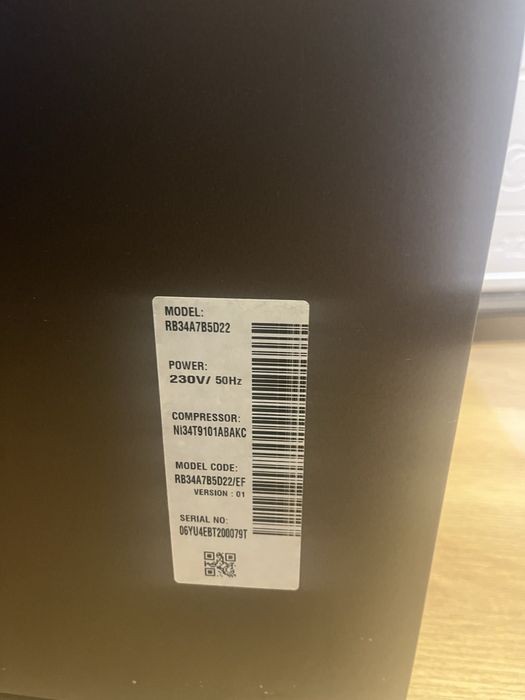 MODEL:
RB34A7B5D22
POWER:
230V/ 50Hz
COMPRESSOR:
NI34T9101ABAKC
MODEL CODE:
RB34A7B5D22/EF
VERSION : 01
SERIAL NO:
06YU4EBT200079T